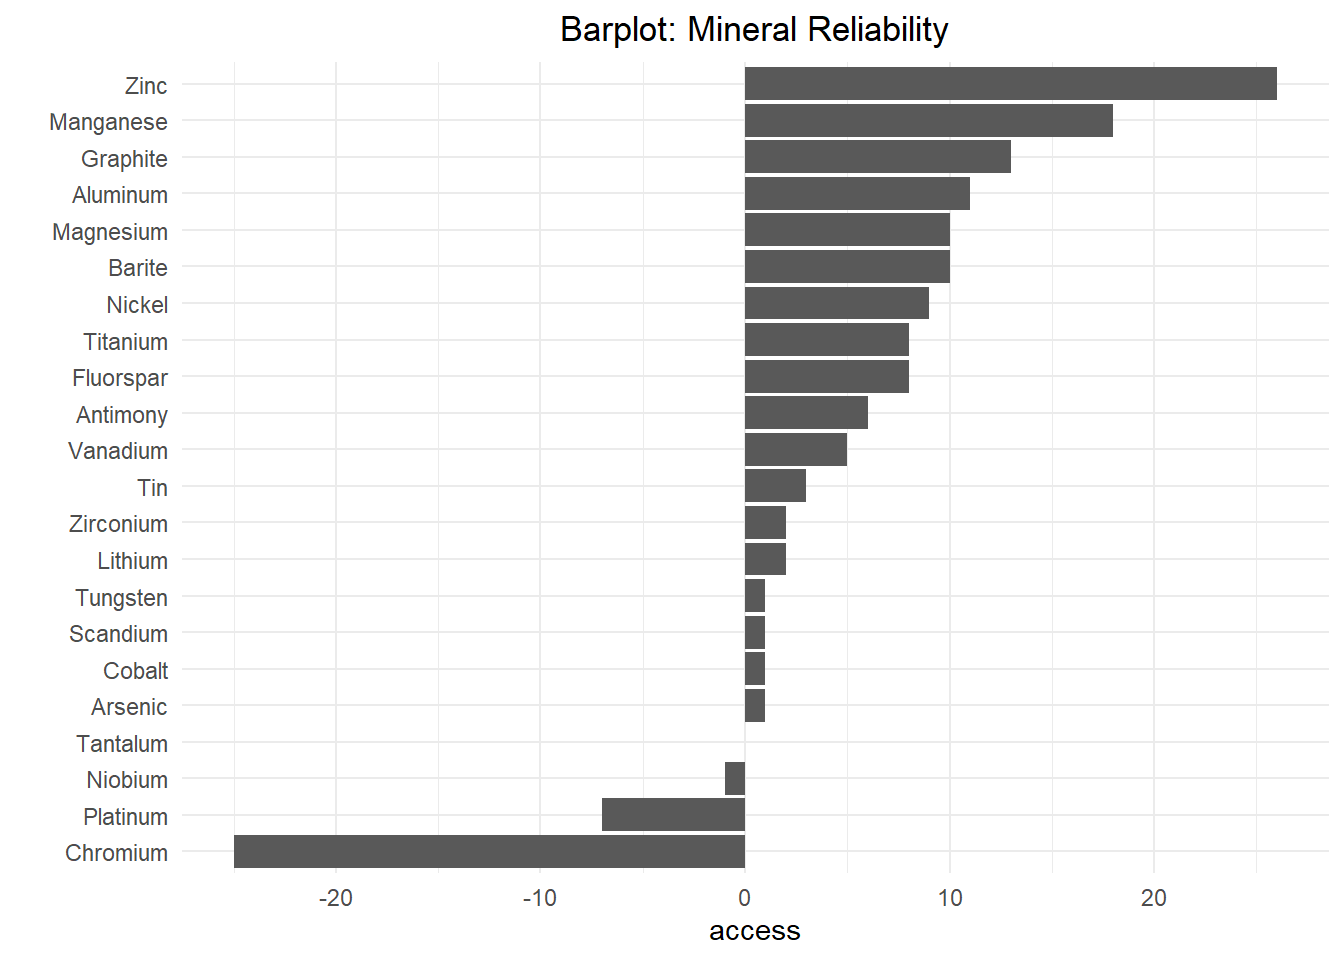 Barplot: Mineral Reliability
Zinc
Manganese
Graphite
Aluminum
Magnesium
Barite
Nickel
Titanium
Fluorspar
Antimony
Vanadium
Tin
Zirconium
Lithium
Tungsten
Scandium
Cobalt
Arsenic
Tantalum
Niobium
Platinum
Chromium
-20 -10 0 10 20
access